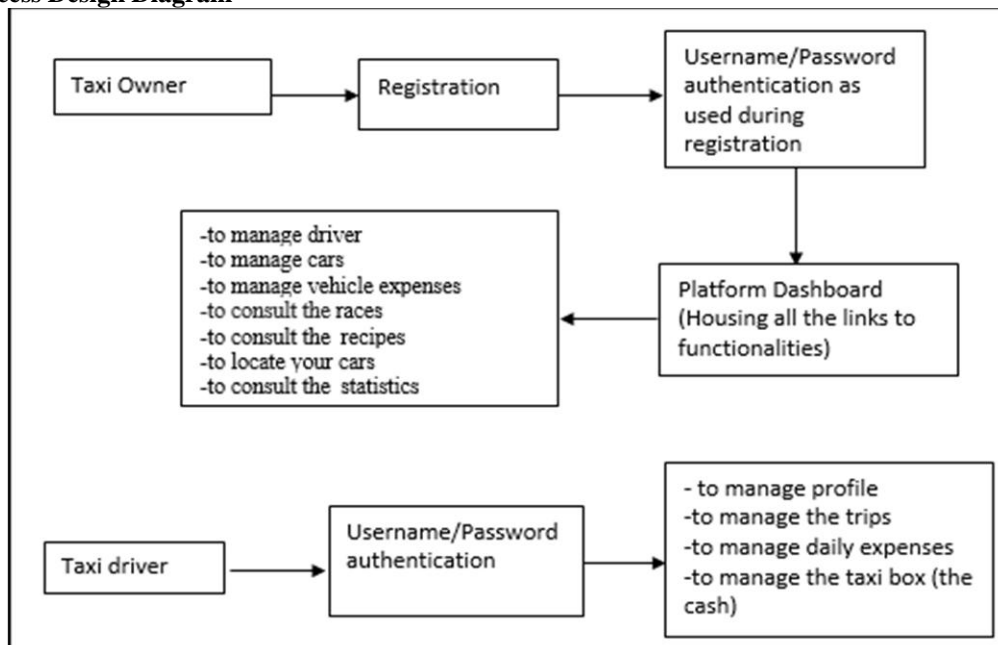 Design Diagram
Taxi Owner
Registration
Username/Password
authentication as
used during
registration
-to manage driver
-to manage cars
-to manage vehicle expenses
-to consult the races
-to consult the recipes
-to locate your cars
-to consult the statistics
Platform Dashboard
(Housing all the links to
functionalities)
Taxi driver
Username/Password
authentication
- to manage profile
-to manage the trips
-to manage daily expenses
-to manage the taxi box (the
cash)